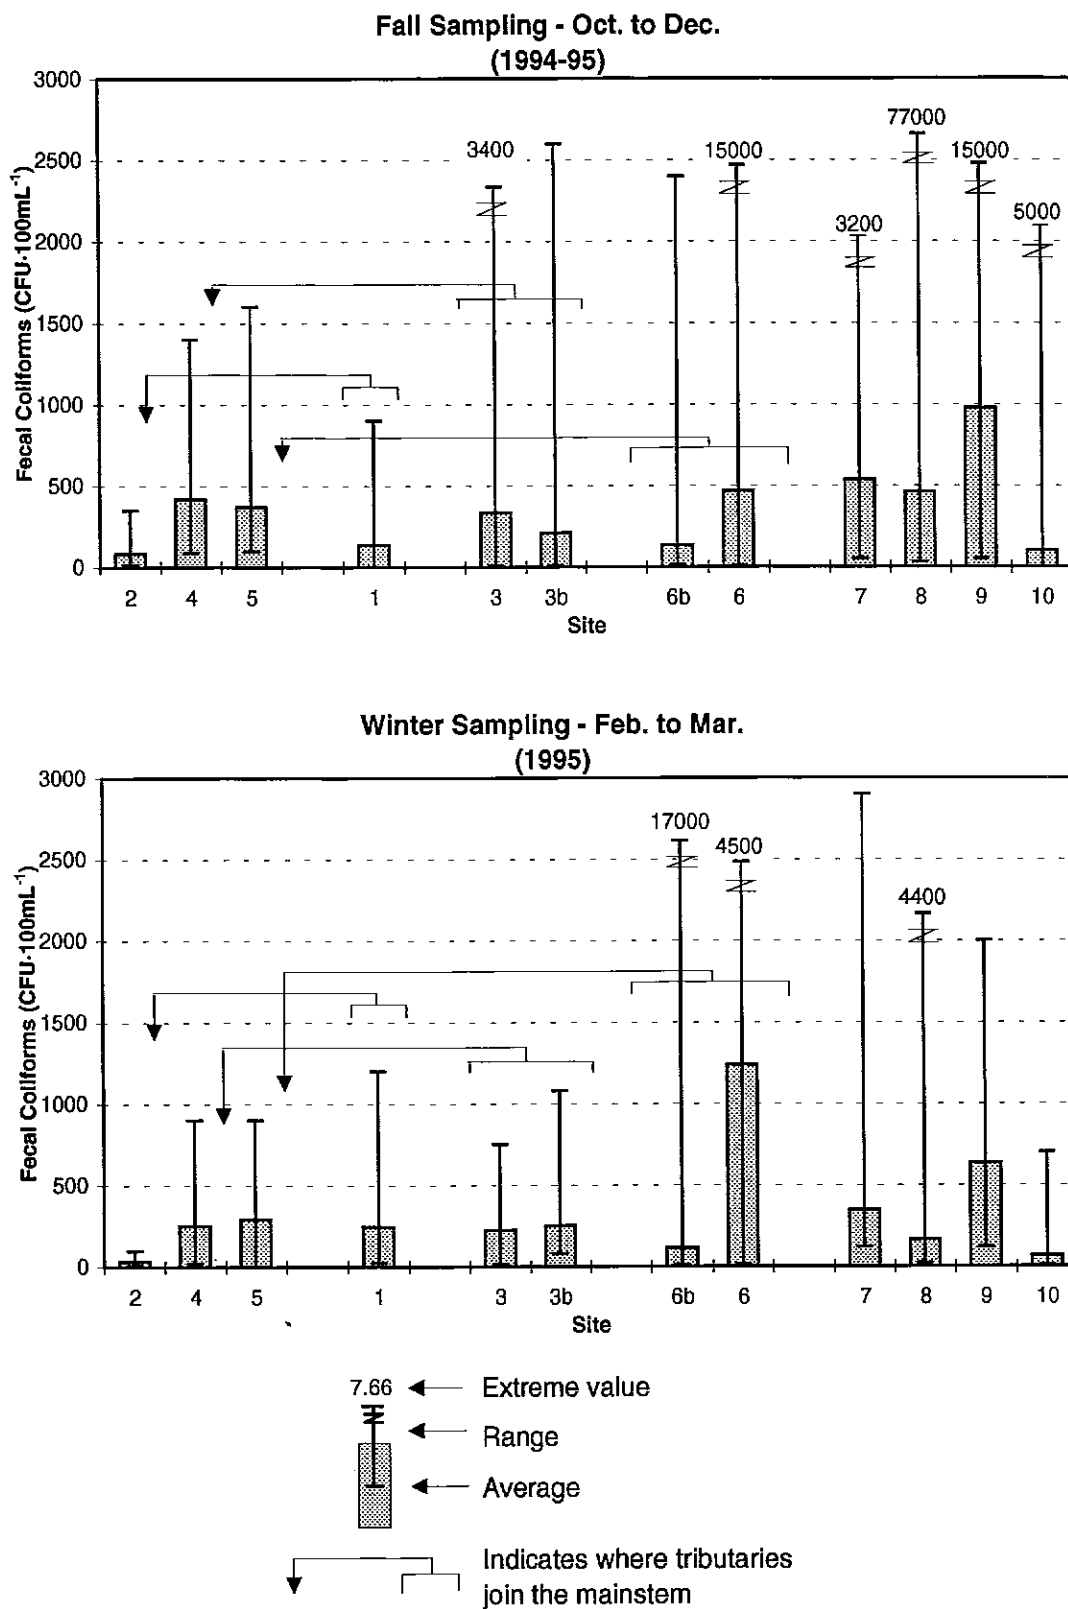 Fall Sampling - Oct. to Dec.
(1994-95)
Fecal Coliforms (CFU·100mL⁻¹)
3000
2500
2000
1500
1000
500
0
3400
15000
3200
77000
15000
5000
2 4 5 1 3 3b 6b 6 7 8 9 10
Site
Winter Sampling - Feb. to Mar.
(1995)
Fecal Coliforms (CFU·100mL⁻¹)
3000
2500
2000
1500
1000
500
0
17000
4500
4400
2 4 5 1 3 3b 6b 6 7 8 9 10
Site
7.66
Extreme value
Range
Average
Indicates where tributaries
join the mainstem